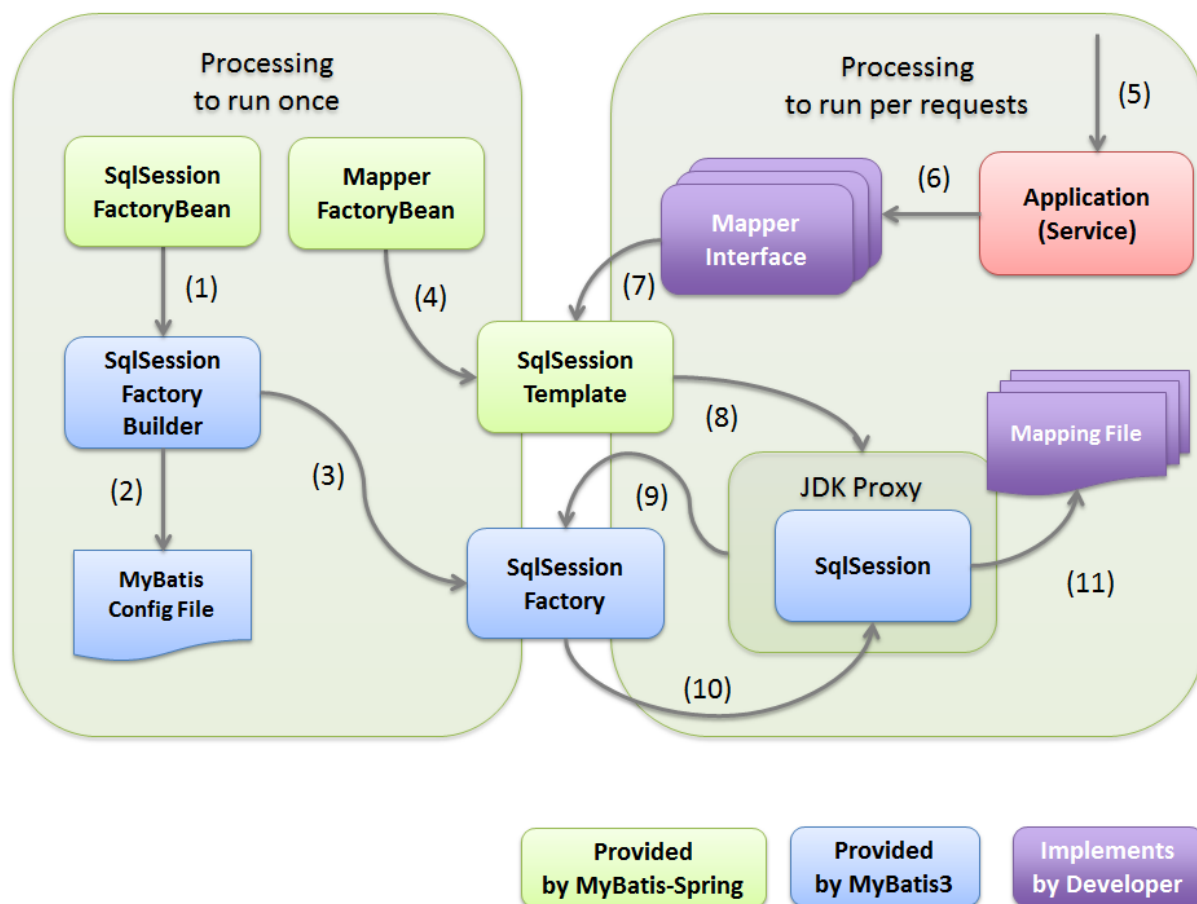 Processing
to run once
Processing
to run per requests
(5)
SqlSession
FactoryBean
Mapper
FactoryBean
Mapper
Interface
(6)
Application
(Service)
(1)
(4)
(7)
SqlSession
Factory
Builder
SqlSession
Template
(8)
Mapping File
(2)
(3)
(9)
JDK Proxy
MyBatis
Config File
SqlSession
Factory
SqlSession
(11)
(10)
Provided
by MyBatis-Spring
Provided
by MyBatis3
Implements
by Developer